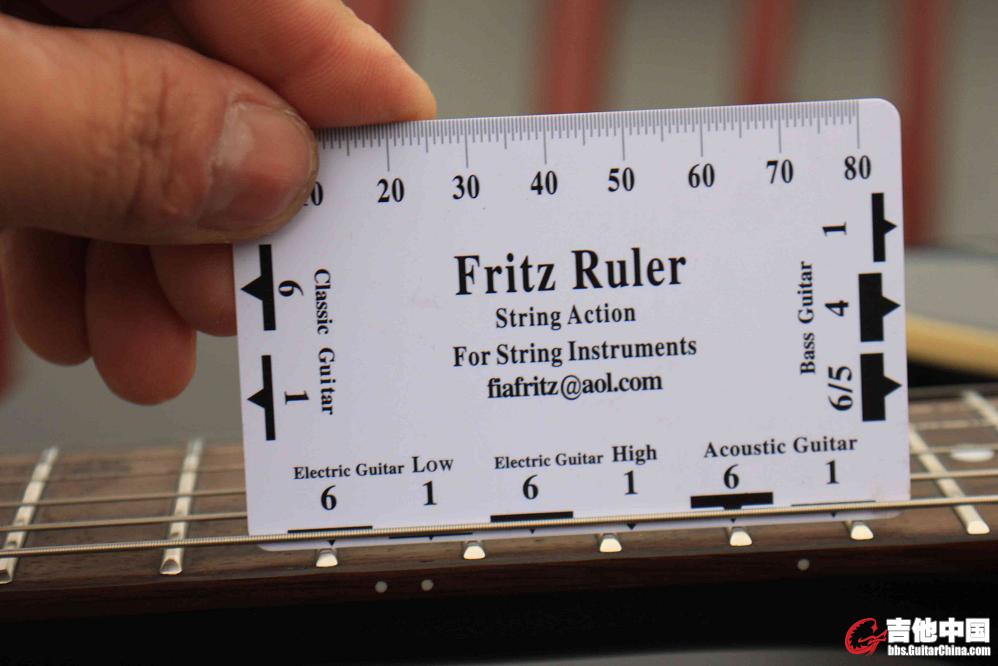 10 20 30 40 50 60 70 80
Fritz Ruler
String Action
For String Instruments
fiafritz@aol.com
Classic Guitar
6
1
Bass Guitar
1
4
6/5
Electric Guitar Low
6 1
Electric Guitar High
6 1
Acoustic Guitar
6 1
吉他中国
bbs.GuitarChina.com